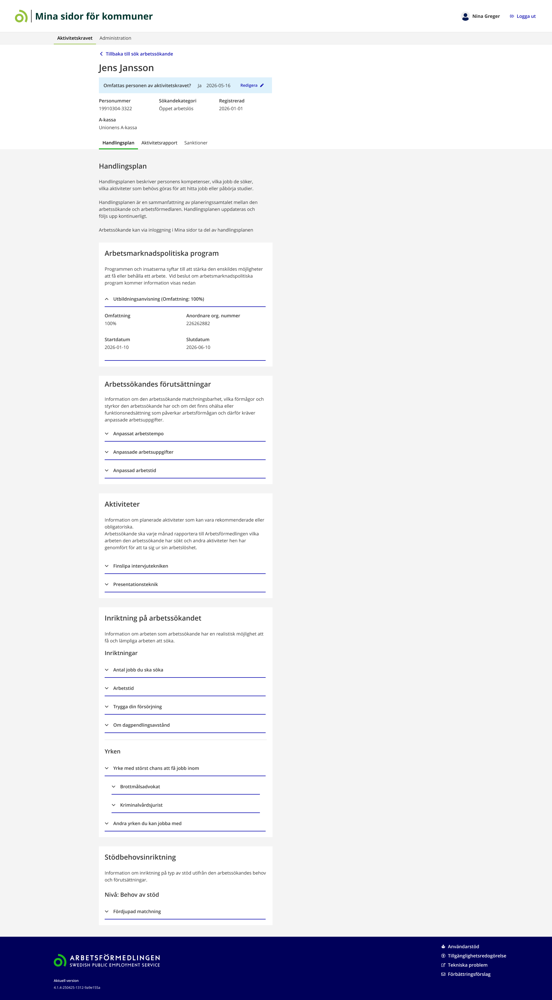 Mina sidor för kommuner
Nina Greger
Logga ut
Aktivitetskravet
Administration
Tillbaka till sök arbetssökande
Jens Jansson
Omfattas personen av aktivitetskravet? Ja 2026-05-16 Redigera
Personummer Sökandekategori Registrerad
19910304-3322 Öppet arbetslös 2026-01-01
A-kassa
Unionens A-kassa
Handlingsplan Aktivitetsrapport Sanktioner
Handlingsplan
Handlingsplanen beskriver personens kompetenser, vilka jobb de söker,
vilka aktiviteter som behövs göras för att hitta jobb eller påbörja studier.
Handlingsplanen är en sammanfattning av planeringssamtalet mellan den
arbetssökande och arbetsförmedlaren. Handlingsplanen uppdateras och
följs upp kontinuerligt.
Arbetssökande kan via inloggning i Mina sidor ta del av handlingsplanen
Arbetsmarknadspolitiska program
Programmen och insatserna syftar till att stärka den enskildes möjligheter
att få eller behålla ett arbete.  Vid beslut om arbetsmarknadspolitiska
program kommer information visas nedan
Utbildningsanvisning (Omfattning: 100%)
Omfattning Anordnare org. nummer
100% 226262882
Startdatum Slutdatum
2026-01-10 2026-06-10
Arbetssökandes förutsättningar
Information om den arbetssökande matchningsbarhet, vilka förmågor och
styrkor den arbetssökande har och om det finns ohälsa eller
funktionsnedsättning som påverkar arbetsförmågan och därför kräver
anpassade arbetsuppgifter.
Anpassat arbetstempo
Anpassade arbetsuppgifter
Anpassad arbetstid
Aktiviteter
Information om planerade aktiviteter som kan vara rekommenderade eller
obligatoriska.
Arbetssökande ska varje månad rapportera till Arbetsförmedlingen vilka
arbeten den arbetssökande har sökt och andra aktiviteter hen har
genomfört för att ta sig ur sin arbetslöshet.
Finslipa intervjutekniken
Presentationsteknik
Inriktning på arbetssökandet
Information om arbeten som arbetssökande har en realistisk möjlighet att
få och lämpliga arbeten att söka.
Inriktningar
Antal jobb du ska söka
Arbetstid
Trygga din försörjning
Om dagpendlingsavstånd
Yrken
Yrke med störst chans att få jobb inom
Brottmålsadvokat
Kriminalvårdsjurist
Andra yrken du kan jobba med
Stödbehovsinriktning
Information om inriktning på typ av stöd utifrån den arbetssökandes behov
och förutsättningar.
Nivå: Behov av stöd
Fördjupad matchning
Användarstöd
Tillgänglighetsredogörelse
Tekniska problem
Förbättringsförslag
ARBETSFÖRMEDLINGEN
SWEDISH PUBLIC EMPLOYMENT SERVICE
Aktuell version
4.1.4-250425-1312-9a9e155a